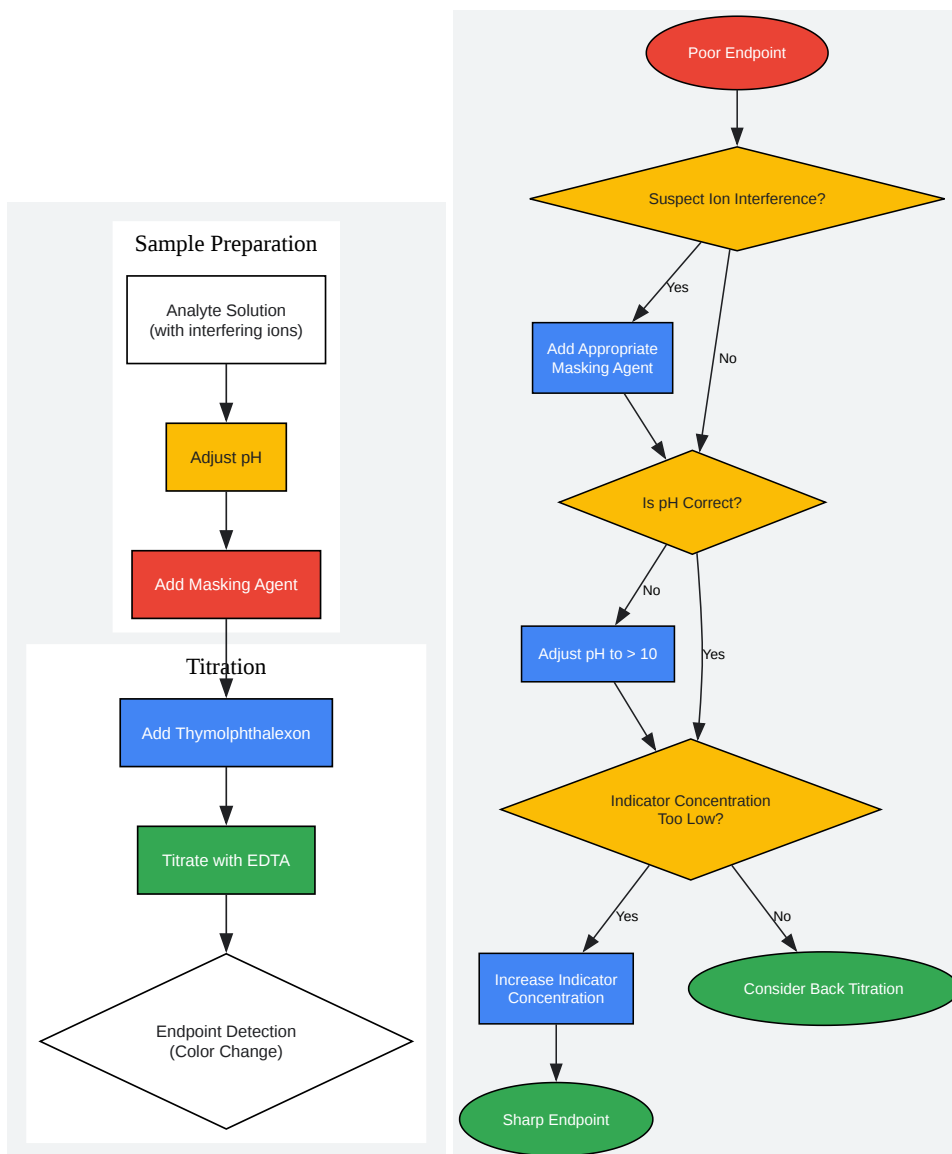 Sample Preparation
Analyte Solution
(with interfering ions)
Adjust pH
Add Masking Agent
Titration
Add Thymolphthalexon
Titrate with EDTA
Endpoint Detection
(Color Change)
Poor Endpoint
Suspect Ion Interference?
Yes
Add Appropriate
Masking Agent
No
Is pH Correct?
No
Adjust pH to > 10
Yes
Indicator Concentration
Too Low?
Yes
No
Increase Indicator
Concentration
Consider Back Titration
Sharp Endpoint